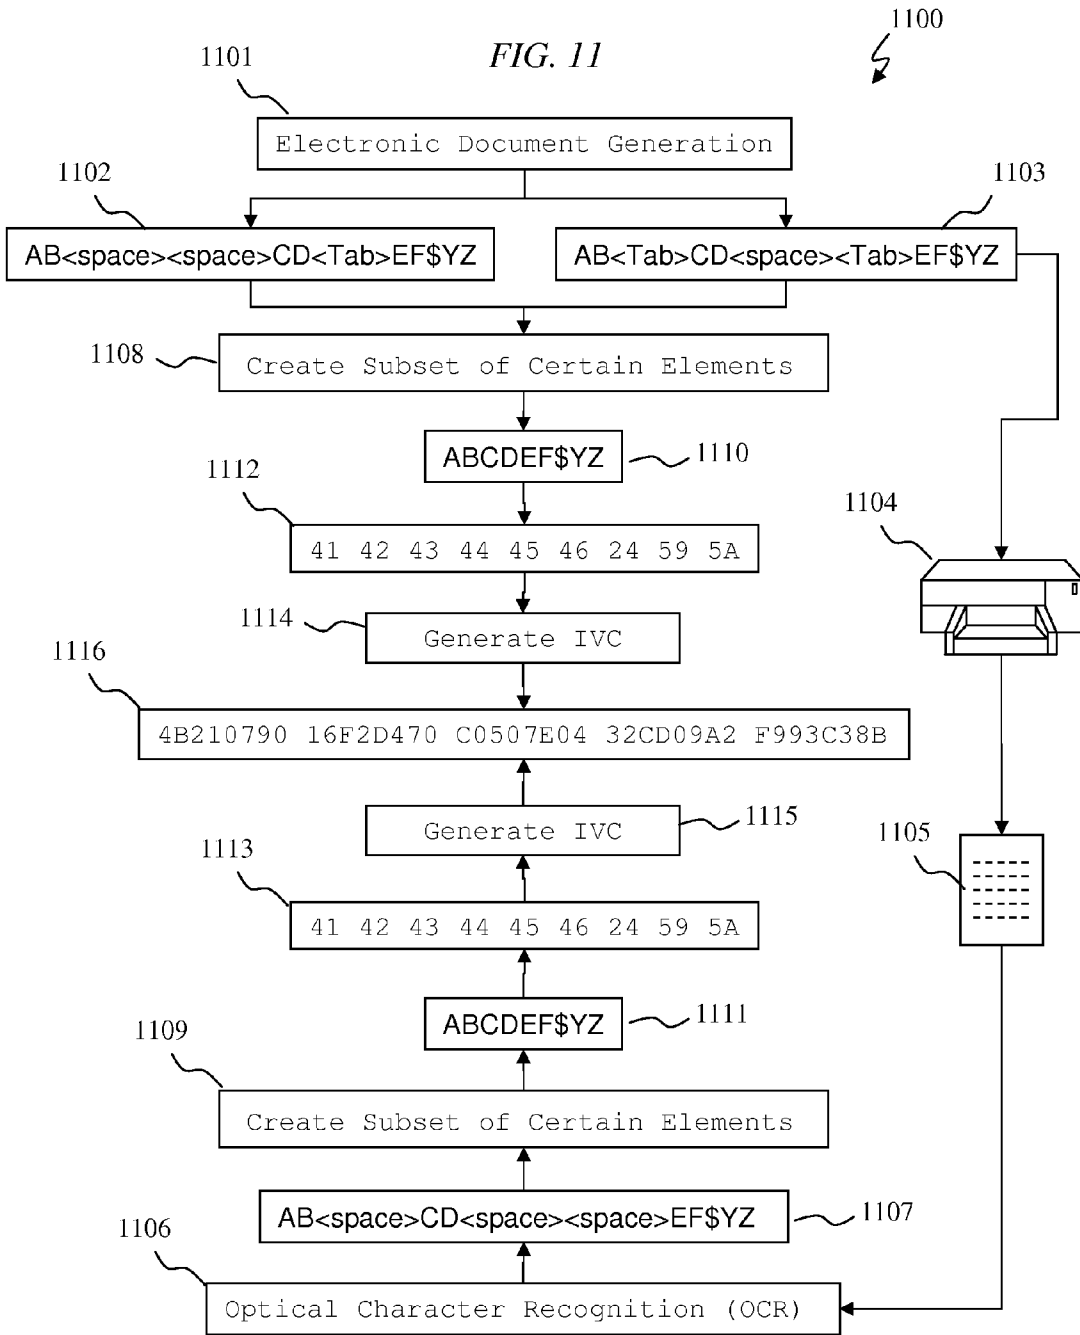 1100
FIG. 11
1101
Electronic Document Generation
1102
1103
AB<space><space>CD<Tab>EF$YZ
AB<Tab>CD<space><Tab>EF$YZ
1108
Create Subset of Certain Elements
ABCDEF$YZ
1110
1112
41 42 43 44 45 46 24 59 5A
1104
1114
Generate IVC
1116
4B210790 16F2D470 C0507E04 32CD09A2 F993C38B
Generate IVC
1115
1105
1113
41 42 43 44 45 46 24 59 5A
ABCDEF$YZ
1111
1109
Create Subset of Certain Elements
AB<space>CD<space><space>EF$YZ
1107
1106
Optical Character Recognition (OCR)